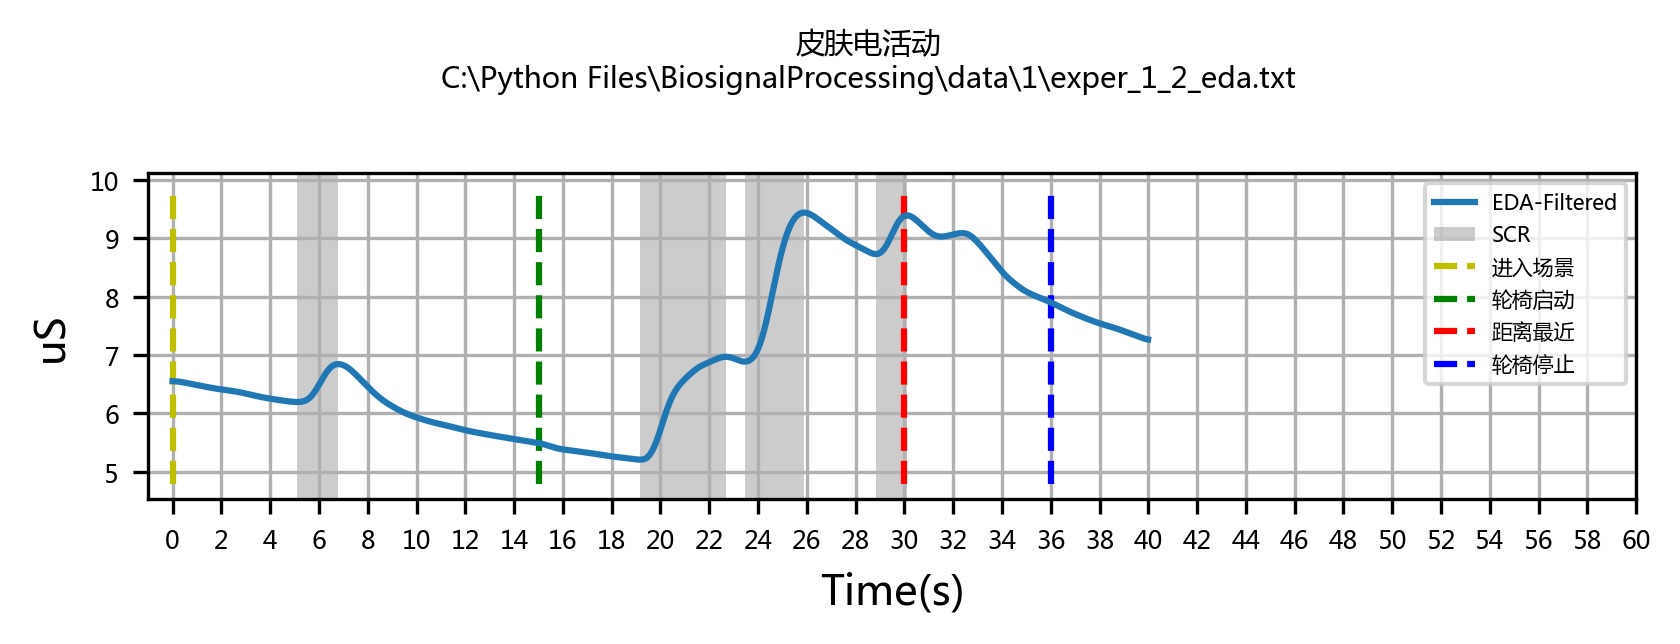 皮肤电活动
C:\Python Files\BiosignalProcessing\data\1\exper_1_2_eda.txt
uS
10
9
8
7
6
5
EDA-Filtered
SCR
进入场景
轮椅启动
距离最近
轮椅停止
0 2 4 6 8 10 12 14 16 18 20 22 24 26 28 30 32 34 36 38 40 42 44 46 48 50 52 54 56 58 60
Time(s)